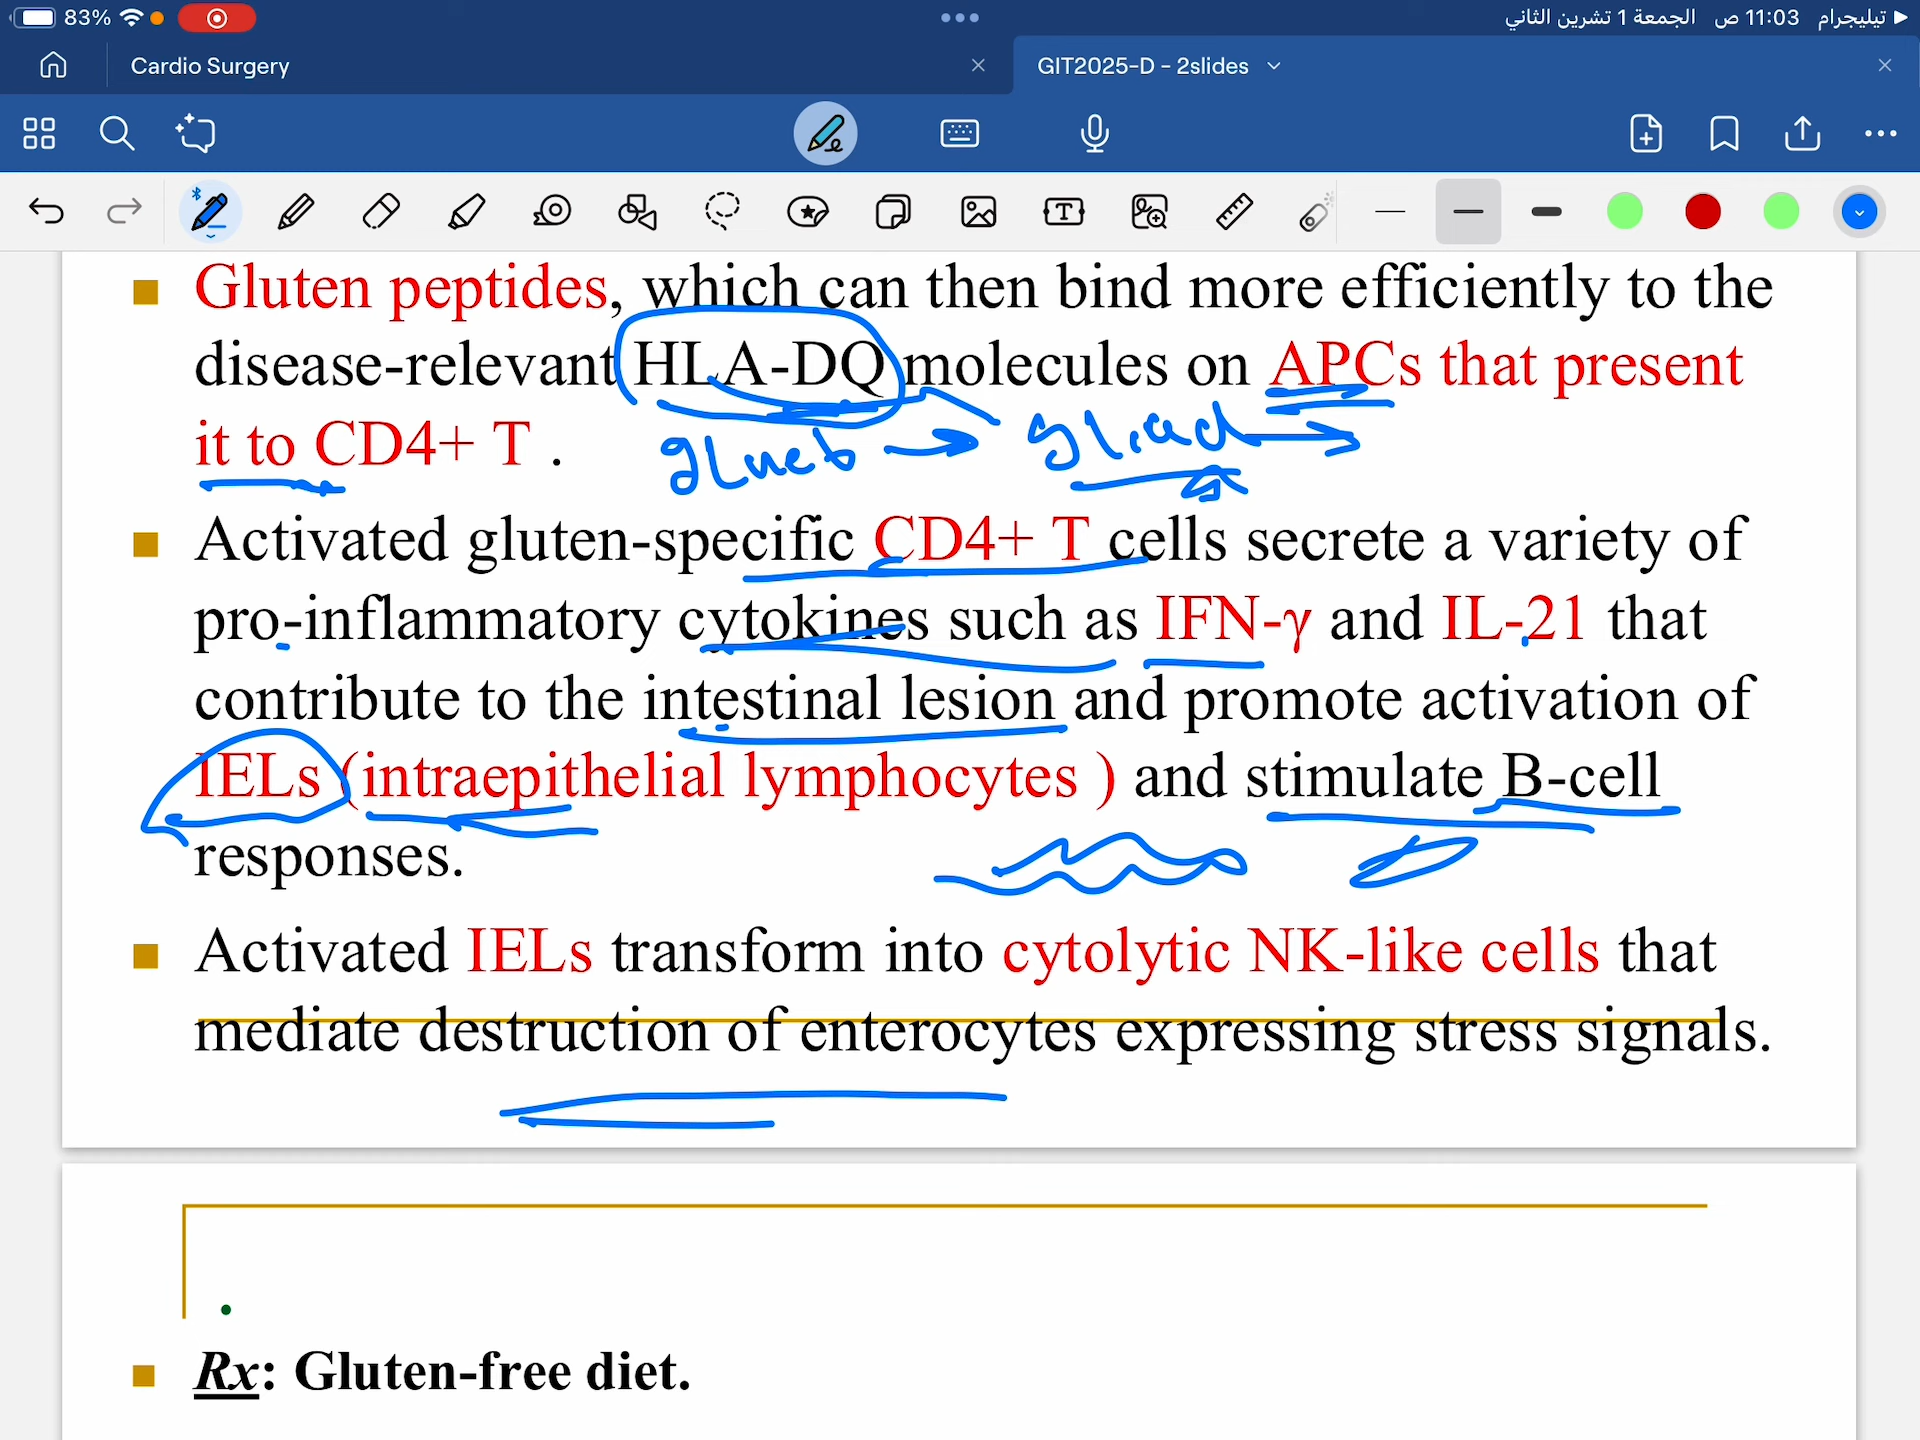 83%
الجمعة 1 تشرين الثاني 11:03 ص تيليجرام
Cardio Surgery
GIT2025-D - 2slides
Gluten peptides, which can then bind more efficiently to the
disease-relevant HLA-DQ molecules on APCs that present
it to CD4+ T .
gliad
Activated gluten-specific CD4+ T cells secrete a variety of
pro-inflammatory cytokines such as IFN-γ and IL-21 that
contribute to the intestinal lesion and promote activation of
IELs (intraepithelial lymphocytes ) and stimulate B-cell
responses.
Activated IELs transform into cytolytic NK-like cells that
mediate destruction of enterocytes expressing stress signals.
Rx: Gluten-free diet.